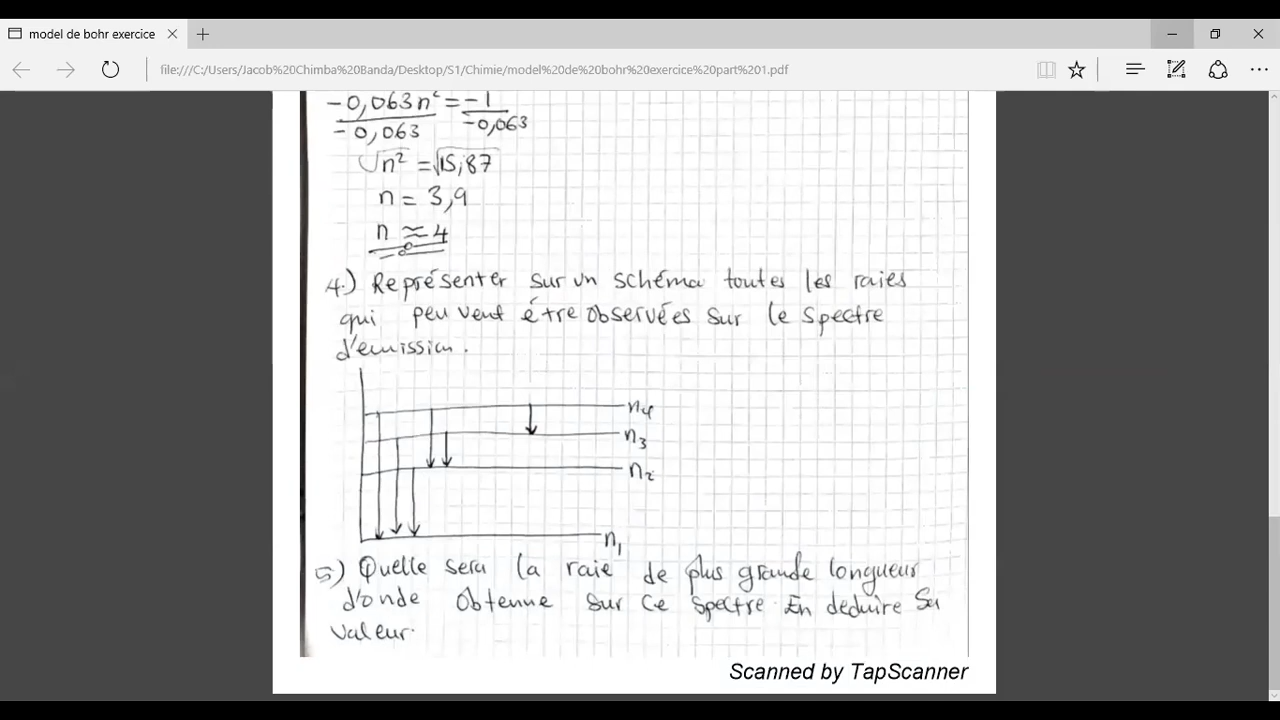 model de bohr exercice
file:///C:/Users/Jacob%20Chimba%20Banda/Desktop/S1/Chimie/model%20de%20bohr%20exercice%20part%201.pdf
-0,063n² = -1
-0,063 -0,063
√n² = √15,87
n = 3,9
n ≈ 4
4.) Représenter sur un schéma toutes les raies
qui peuvent étre observées sur le spectre
d'emission.
n4
n3
n2
n1
5) Quelle sera la raie de plus grande longueur
d'onde obtenue sur ce spectre. En deduire sa
valeur.
Scanned by TapScanner